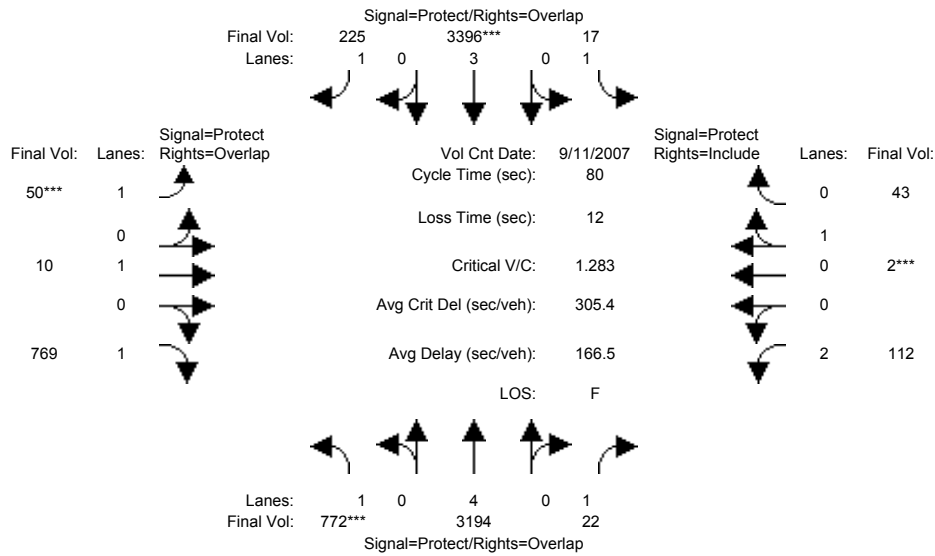 Signal=Protect/Rights=Overlap
Final Vol: 225 3396*** 17
Lanes: 1 0 3 0 1
Signal=Protect
Final Vol: Lanes: Rights=Overlap
Vol Cnt Date: 9/11/2007
Signal=Protect
Rights=Include Lanes: Final Vol:
Cycle Time (sec): 80
50*** 1
0 43
Loss Time (sec): 12
0
1
10 1
Critical V/C: 1.283
0 2***
0
Avg Crit Del (sec/veh): 305.4
0
769 1
Avg Delay (sec/veh): 166.5
2 112
LOS: F
Lanes: 1 0 4 0 1
Final Vol: 772*** 3194 22
Signal=Protect/Rights=Overlap